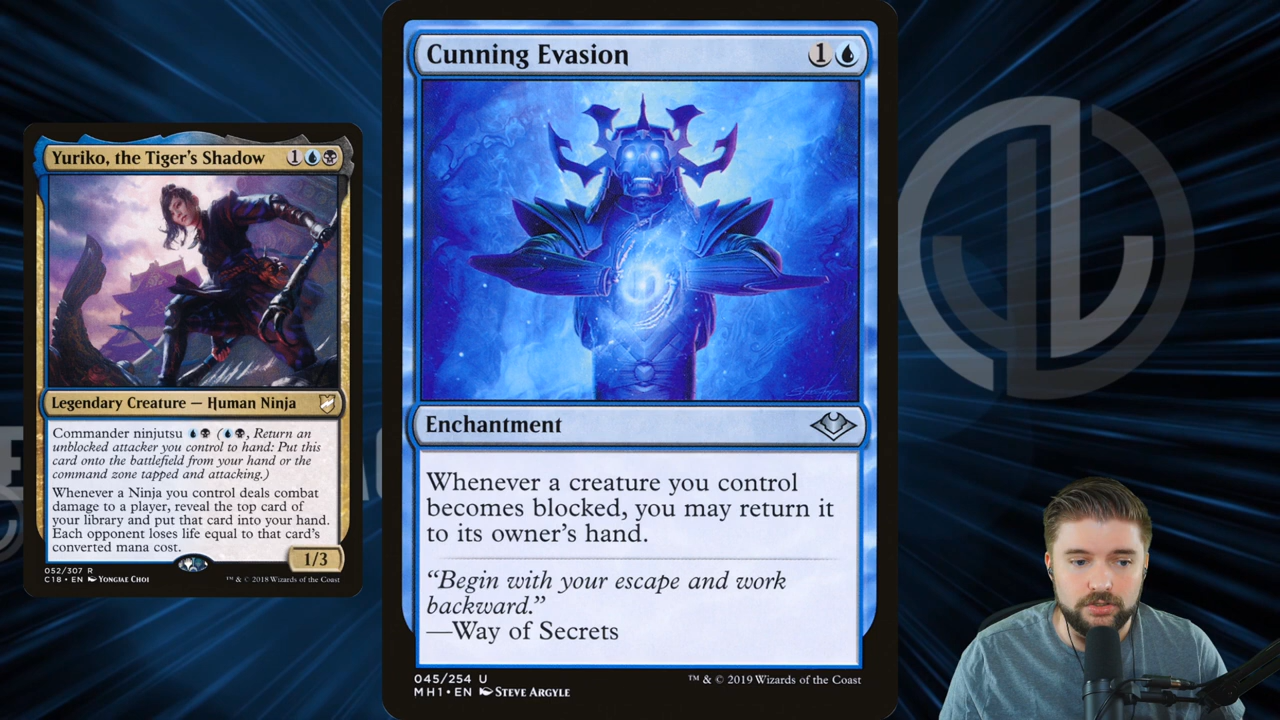 Yuriko, the Tiger's Shadow 1
Legendary Creature — Human Ninja
Commander ninjutsu ( , Return an
unblocked attacker you control to hand: Put this
card onto the battlefield from your hand or the
command zone tapped and attacking.)
Whenever a Ninja you control deals combat
damage to a player, reveal the top card of
your library and put that card into your hand.
Each opponent loses life equal to that card's
converted mana cost.
1/3
052/307 R
C18 • EN Yongjae Choi
™ & © 2018 Wizards of the Coast
Cunning Evasion 1
Enchantment
Whenever a creature you control
becomes blocked, you may return it
to its owner's hand.
“Begin with your escape and work
backward.”
—Way of Secrets
045/254 U
MH1 • EN Steve Argyle
™ & © 2019 Wizards of the Coast